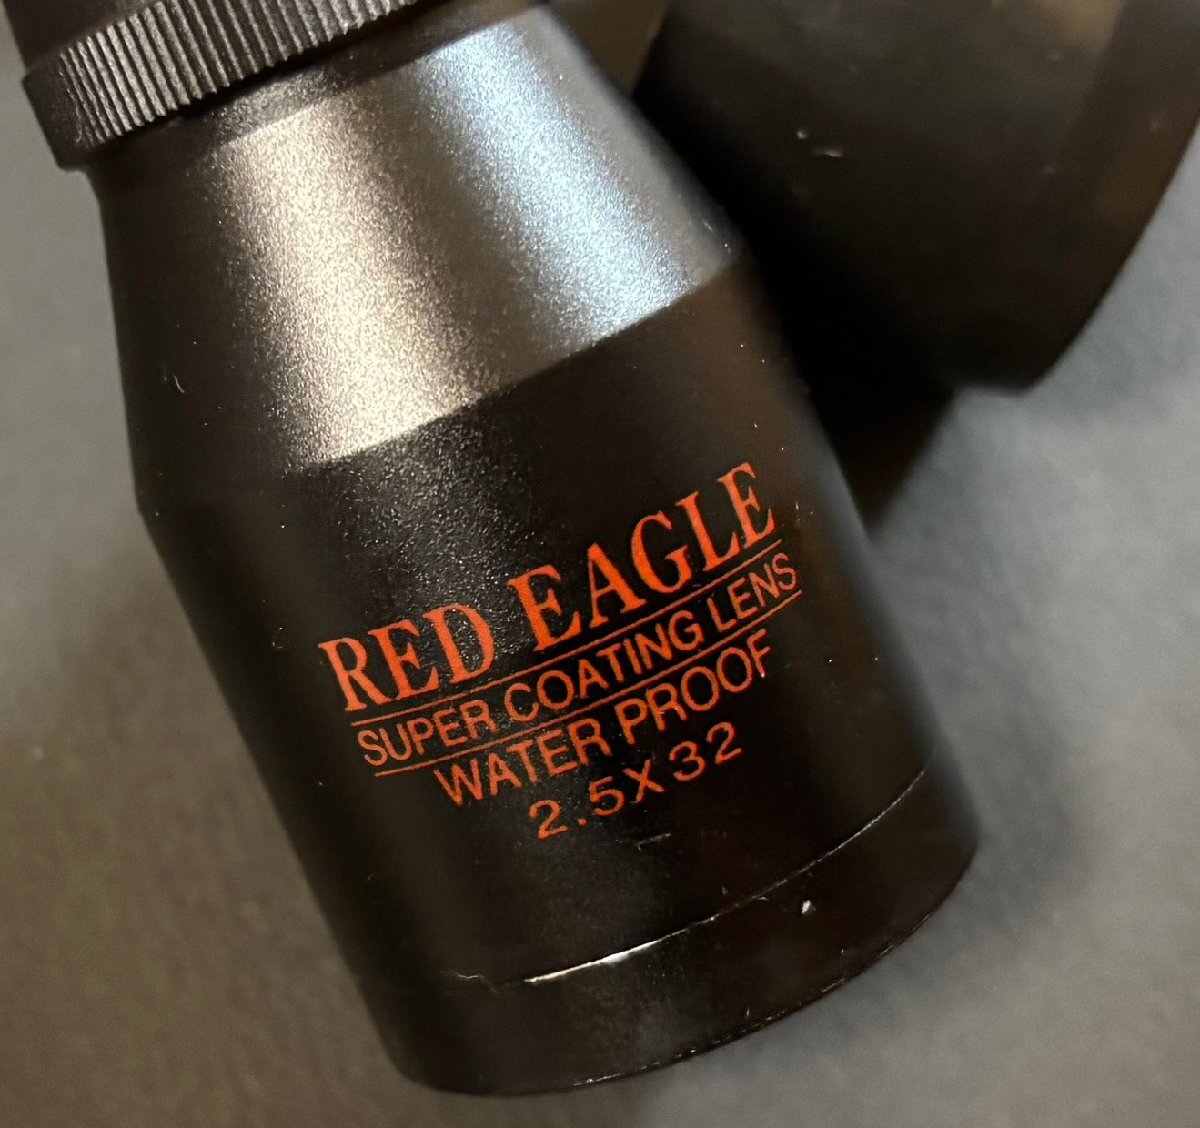 RED EAGLE
SUPER COATING LENS
WATER PROOF
2.5X32